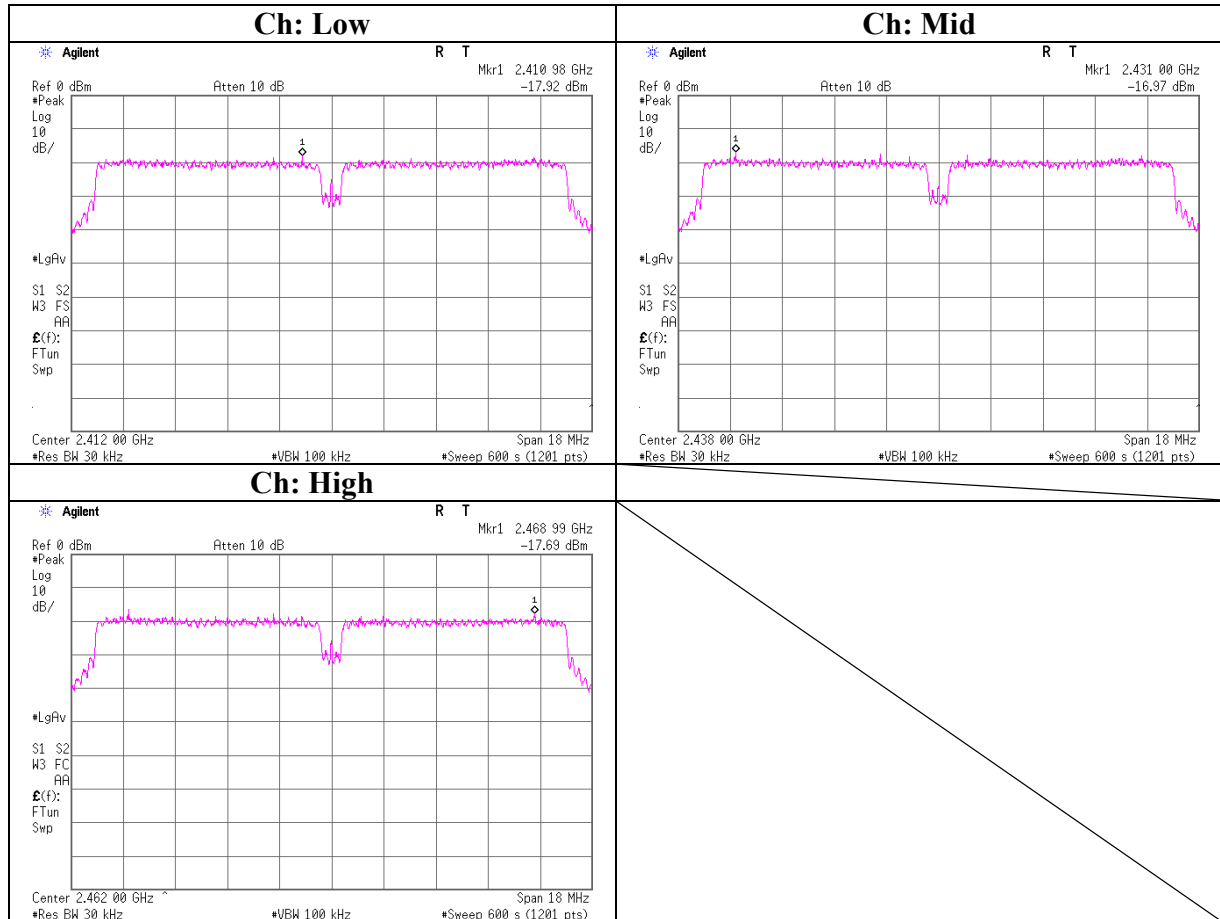 Ch: Low
Agilent
R T
Mkr1 2.410 98 GHz
Ref 0 dBm
Atten 10 dB
-17.92 dBm
#Peak
Log
10
dB/
1
#LgAv
S1 S2
W3 FS
AA
£(f):
FTun
Swp
Center 2.412 00 GHz
Span 18 MHz
#Res BW 30 kHz
#VBW 100 kHz
#Sweep 600 s (1201 pts)
Ch: Mid
Agilent
R T
Mkr1 2.431 00 GHz
Ref 0 dBm
Atten 10 dB
-16.97 dBm
#Peak
Log
10
dB/
1
#LgAv
S1 S2
W3 FS
AA
£(f):
FTun
Swp
Center 2.438 00 GHz
Span 18 MHz
#Res BW 30 kHz
#VBW 100 kHz
#Sweep 600 s (1201 pts)
Ch: High
Agilent
R T
Mkr1 2.468 99 GHz
Ref 0 dBm
Atten 10 dB
-17.69 dBm
#Peak
Log
10
dB/
1
#LgAv
S1 S2
W3 FC
AA
£(f):
FTun
Swp
Center 2.462 00 GHz ^
Span 18 MHz
#Res BW 30 kHz
#VBW 100 kHz
#Sweep 600 s (1201 pts)